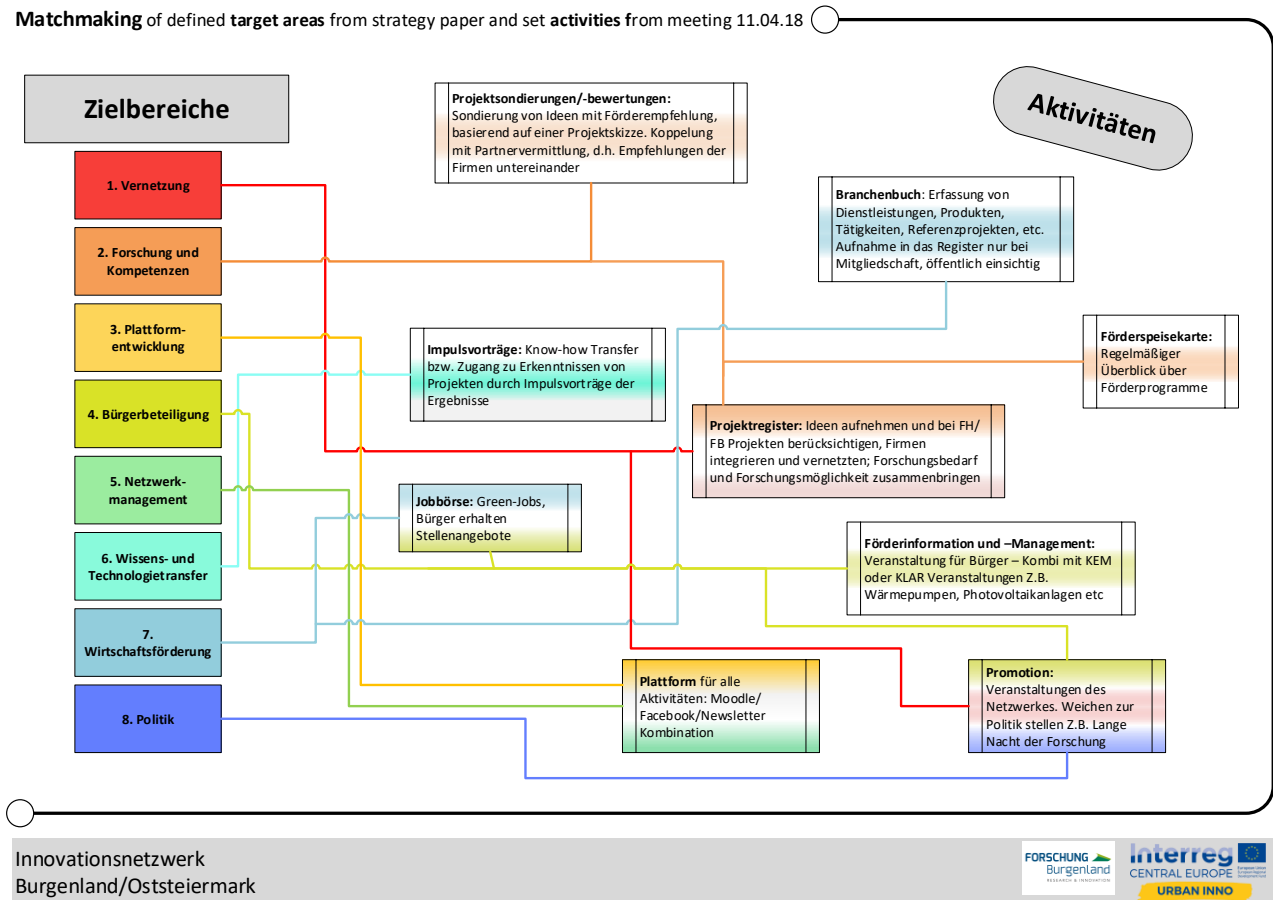 Matchmaking of defined target areas from strategy paper and set activities from meeting 11.04.18
Zielbereiche
Aktivitäten
1. Vernetzung
2. Forschung und
Kompetenzen
3. Plattform-
entwicklung
4. Bürgerbeteiligung
5. Netzwerk-
management
6. Wissens- und
Technologietransfer
7.
Wirtschaftsförderung
8. Politik
Projektsondierungen/-bewertungen:
Sondierung von Ideen mit Förderempfehlung,
basierend auf einer Projektskizze. Koppelung
mit Partnervermittlung, d.h. Empfehlungen der
Firmen untereinander
Branchenbuch: Erfassung von
Dienstleistungen, Produkten,
Tätigkeiten, Referenzprojekten, etc.
Aufnahme in das Register nur bei
Mitgliedschaft, öffentlich einsichtig
Impulsvorträge: Know-how Transfer
bzw. Zugang zu Erkenntnissen von
Projekten durch Impulsvorträge der
Ergebnisse
Förderspeisekarte:
Regelmäßiger
Überblick über
Förderprogramme
Projektregister: Ideen aufnehmen und bei FH/
FB Projekten berücksichtigen, Firmen
integrieren und vernetzten; Forschungsbedarf
und Forschungsmöglichkeit zusammenbringen
Jobbörse: Green-Jobs,
Bürger erhalten
Stellenangebote
Förderinformation und –Management:
Veranstaltung für Bürger – Kombi mit KEM
oder KLAR Veranstaltungen Z.B.
Wärmepumpen, Photovoltaikanlagen etc
Plattform für alle
Aktivitäten: Moodle/
Facebook/Newsletter
Kombination
Promotion:
Veranstaltungen des
Netzwerkes. Weichen zur
Politik stellen Z.B. Lange
Nacht der Forschung
Innovationsnetzwerk
Burgenland/Oststeiermark
FORSCHUNG
Burgenland
RESEARCH & INNOVATION
Interreg
CENTRAL EUROPE
URBAN INNO